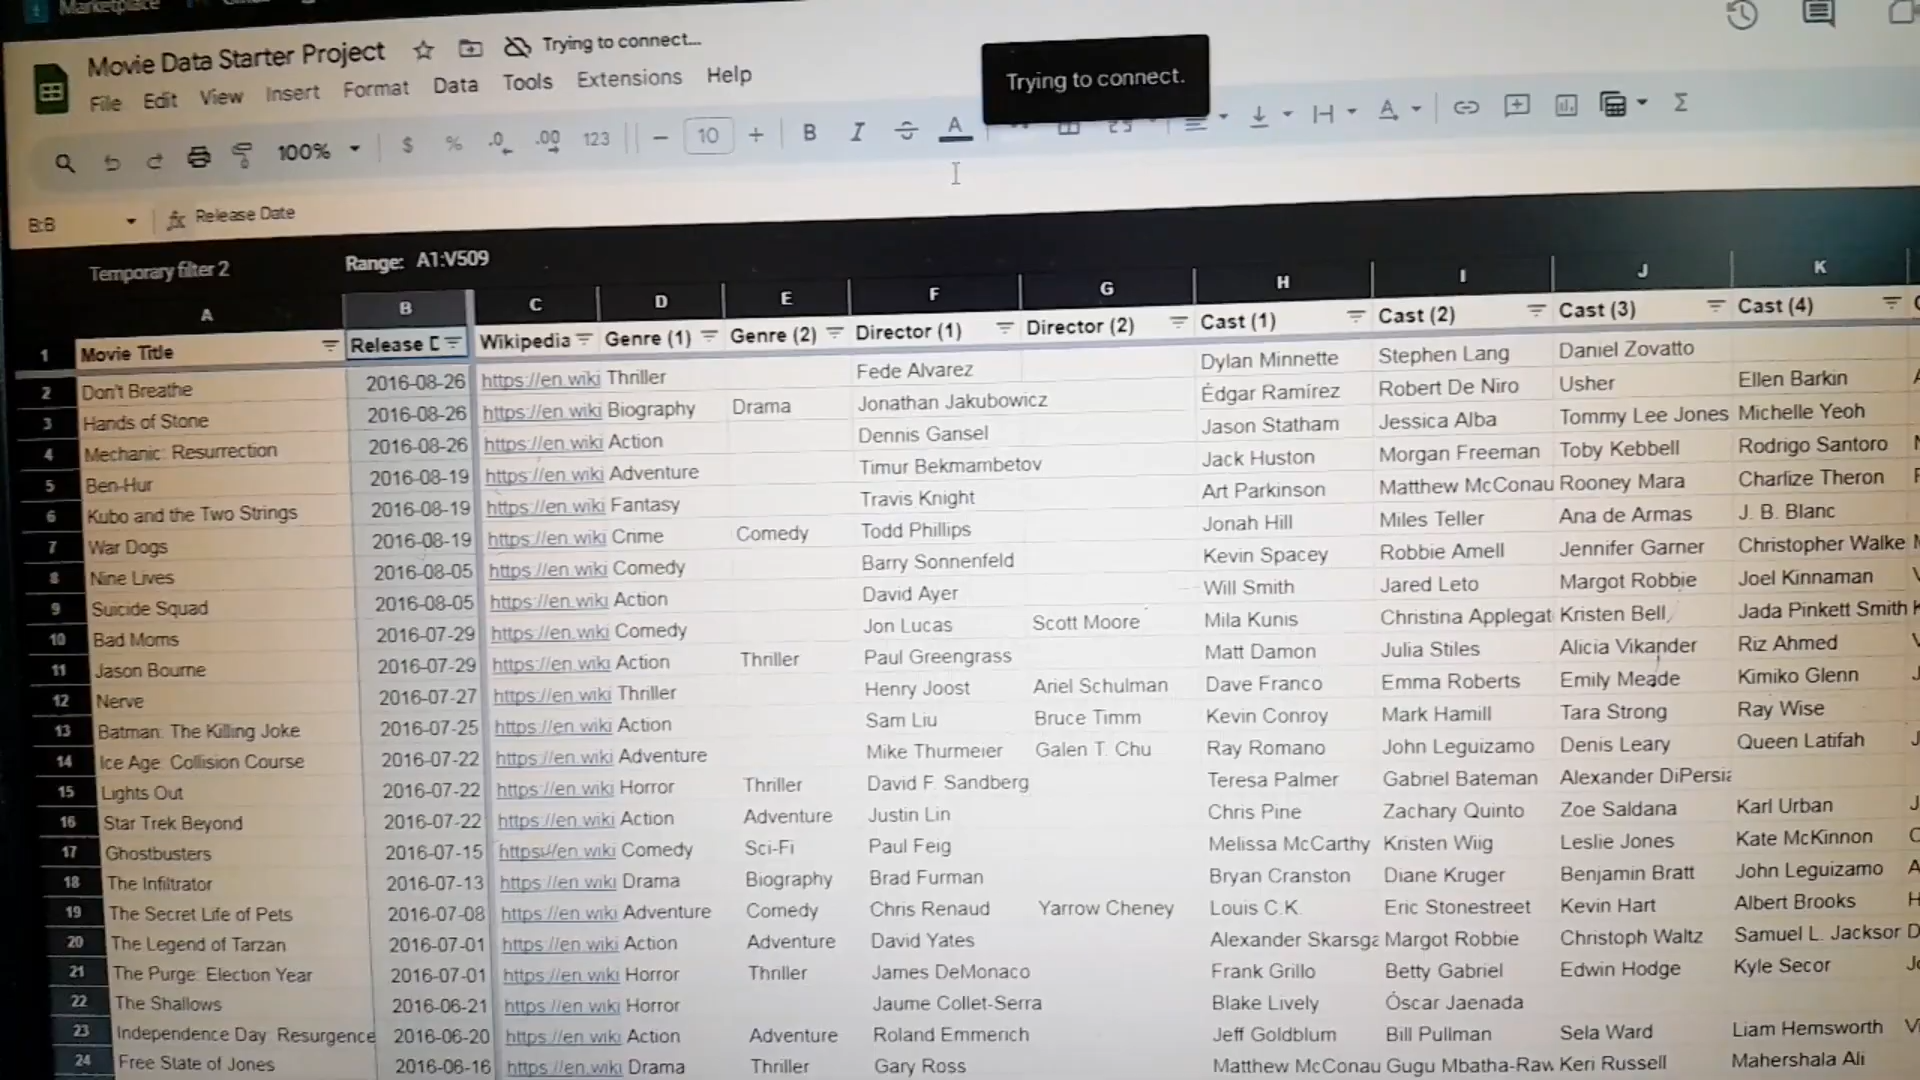 Marketplace
Movie Data Starter Project Trying to connect...
File Edit View Insert Format Data Tools Extensions Help
Trying to connect.
100% $ % .0 .00 123 10 B I A
B:B Release Date
Temporary filter 2 Range: A1:V509
A B C D E F G H I J K
1 Movie Title Release D Wikipedia Genre (1) Genre (2) Director (1) Director (2) Cast (1) Cast (2) Cast (3) Cast (4)
2 Don't Breathe 2016-08-26 https://en.wiki Thriller Fede Alvarez Dylan Minnette Stephen Lang Daniel Zovatto
3 Hands of Stone 2016-08-26 https://en.wiki Biography Drama Jonathan Jakubowicz Édgar Ramírez Robert De Niro Usher Ellen Barkin
4 Mechanic: Resurrection 2016-08-26 https://en.wiki Action Dennis Gansel Jason Statham Jessica Alba Tommy Lee Jones Michelle Yeoh
5 Ben-Hur 2016-08-19 https://en.wiki Adventure Timur Bekmambetov Jack Huston Morgan Freeman Toby Kebbell Rodrigo Santoro
6 Kubo and the Two Strings 2016-08-19 https://en.wiki Fantasy Travis Knight Art Parkinson Matthew McConau Rooney Mara Charlize Theron
7 War Dogs 2016-08-19 https://en.wiki Crime Comedy Todd Phillips Jonah Hill Miles Teller Ana de Armas J. B. Blanc
8 Nine Lives 2016-08-05 https://en.wiki Comedy Barry Sonnenfeld Kevin Spacey Robbie Amell Jennifer Garner Christopher Walke
9 Suicide Squad 2016-08-05 https://en.wiki Action David Ayer Will Smith Jared Leto Margot Robbie Joel Kinnaman
10 Bad Moms 2016-07-29 https://en.wiki Comedy Jon Lucas Scott Moore Mila Kunis Christina Applegat Kristen Bell Jada Pinkett Smith
11 Jason Bourne 2016-07-29 https://en.wiki Action Thriller Paul Greengrass Matt Damon Julia Stiles Alicia Vikander Riz Ahmed
12 Nerve 2016-07-27 https://en.wiki Thriller Henry Joost Ariel Schulman Dave Franco Emma Roberts Emily Meade Kimiko Glenn
13 Batman: The Killing Joke 2016-07-25 https://en.wiki Action Sam Liu Bruce Timm Kevin Conroy Mark Hamill Tara Strong Ray Wise
14 Ice Age: Collision Course 2016-07-22 https://en.wiki Adventure Mike Thurmeier Galen T. Chu Ray Romano John Leguizamo Denis Leary Queen Latifah
15 Lights Out 2016-07-22 https://en.wiki Horror Thriller David F. Sandberg Teresa Palmer Gabriel Bateman Alexander DiPersia
16 Star Trek Beyond 2016-07-22 https://en.wiki Action Adventure Justin Lin Chris Pine Zachary Quinto Zoe Saldana Karl Urban
17 Ghostbusters 2016-07-15 https://en.wiki Comedy Sci-Fi Paul Feig Melissa McCarthy Kristen Wiig Leslie Jones Kate McKinnon
18 The Infiltrator 2016-07-13 https://en.wiki Drama Biography Brad Furman Bryan Cranston Diane Kruger Benjamin Bratt John Leguizamo
19 The Secret Life of Pets 2016-07-08 https://en.wiki Adventure Comedy Chris Renaud Yarrow Cheney Louis C.K. Eric Stonestreet Kevin Hart Albert Brooks
20 The Legend of Tarzan 2016-07-01 https://en.wiki Action Adventure David Yates Alexander Skarsga Margot Robbie Christoph Waltz Samuel L. Jackson
21 The Purge: Election Year 2016-07-01 https://en.wiki Horror Thriller James DeMonaco Frank Grillo Betty Gabriel Edwin Hodge Kyle Secor
22 The Shallows 2016-06-21 https://en.wiki Horror Jaume Collet-Serra Blake Lively Óscar Jaenada
23 Independence Day: Resurgence 2016-06-20 https://en.wiki Action Adventure Roland Emmerich Jeff Goldblum Bill Pullman Sela Ward Liam Hemsworth
24 Free State of Jones 2016-06-16 https://en.wiki Drama Thriller Gary Ross Matthew McConau Gugu Mbatha-Raw Keri Russell Mahershala Ali